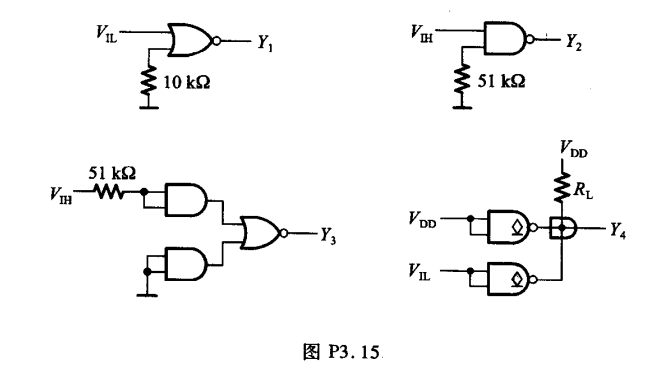 V_IL
Y_1
10 kΩ
V_IH
Y_2
51 kΩ
51 kΩ
V_IH
Y_3
V_DD
R_L
V_DD
Y_4
V_IL
图 P3.15